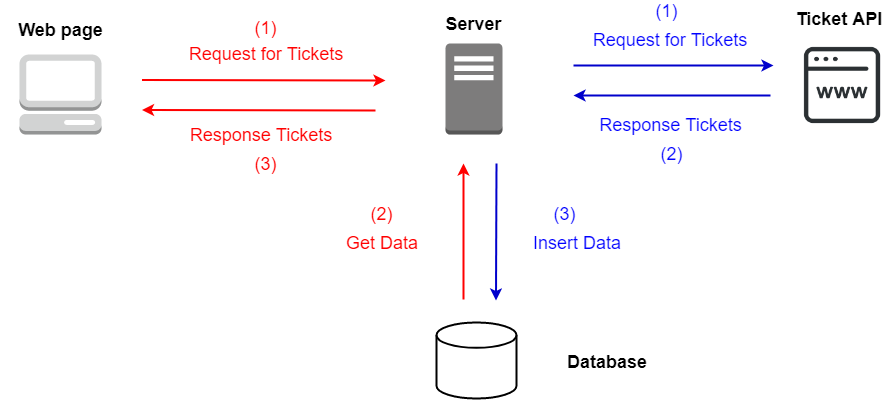 Web page
(1)
Request for Tickets
Response Tickets
(3)
Server
(1)
Request for Tickets
Response Tickets
(2)
Ticket API
www
(2)
Get Data
(3)
Insert Data
Database